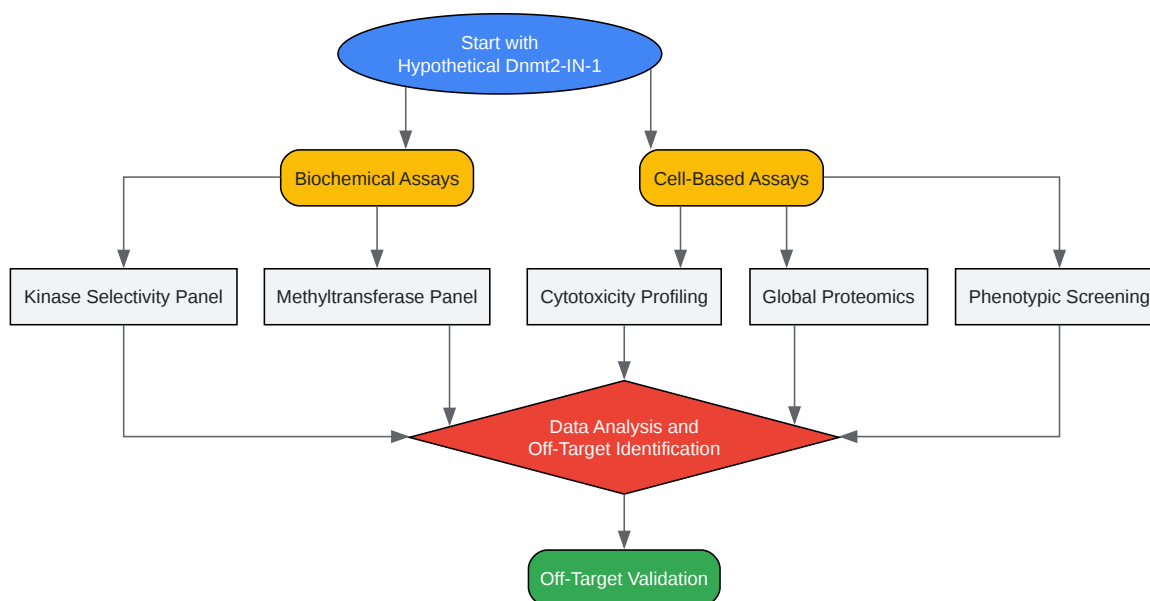 Start with
Hypothetical Dnmt2-IN-1
Biochemical Assays
Cell-Based Assays
Kinase Selectivity Panel
Methyltransferase Panel
Cytotoxicity Profiling
Global Proteomics
Phenotypic Screening
Data Analysis and
Off-Target Identification
Off-Target Validation